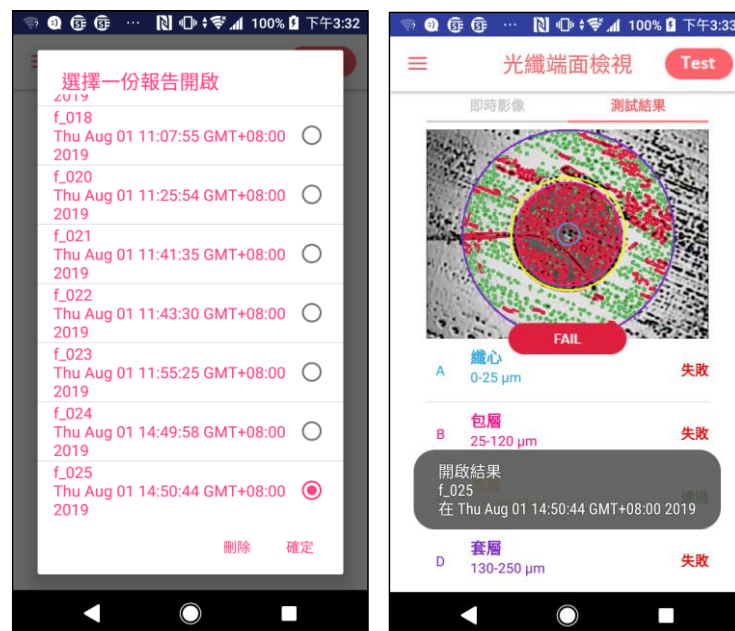 100% 下午3:32
選擇一份報告開啟
2019
f_018
Thu Aug 01 11:07:55 GMT+08:00
2019
f_020
Thu Aug 01 11:25:54 GMT+08:00
2019
f_021
Thu Aug 01 11:41:35 GMT+08:00
2019
f_022
Thu Aug 01 11:43:30 GMT+08:00
2019
f_023
Thu Aug 01 11:55:25 GMT+08:00
2019
f_024
Thu Aug 01 14:49:58 GMT+08:00
2019
f_025
Thu Aug 01 14:50:44 GMT+08:00
2019
刪除 確定
100% 下午3:33
光纖端面檢視 Test
即時影像 測試結果
FAIL
A 纖心 失敗
0-25 μm
B 包層 失敗
25-120 μm
開啟結果
f_025
在 Thu Aug 01 14:50:44 GMT+08:00 2019
D 套層 失敗
130-250 μm